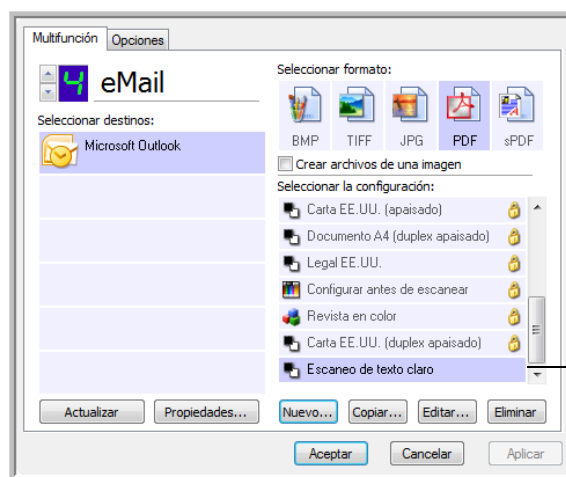 Multifunción Opciones
4 eMail
Seleccionar destinos:
Microsoft Outlook
Actualizar Propiedades...
Seleccionar formato:
BMP TIFF JPG PDF sPDF
Crear archivos de una imagen
Seleccionar la configuración:
Carta EE.UU. (apaisado)
Documento A4 (duplex apaisado)
Legal EE.UU.
Configurar antes de escanear
Revista en color
Carta EE.UU. (duplex apaisado)
Escaneo de texto claro
Nuevo... Copiar... Editar... Eliminar
Aceptar Cancelar Aplicar